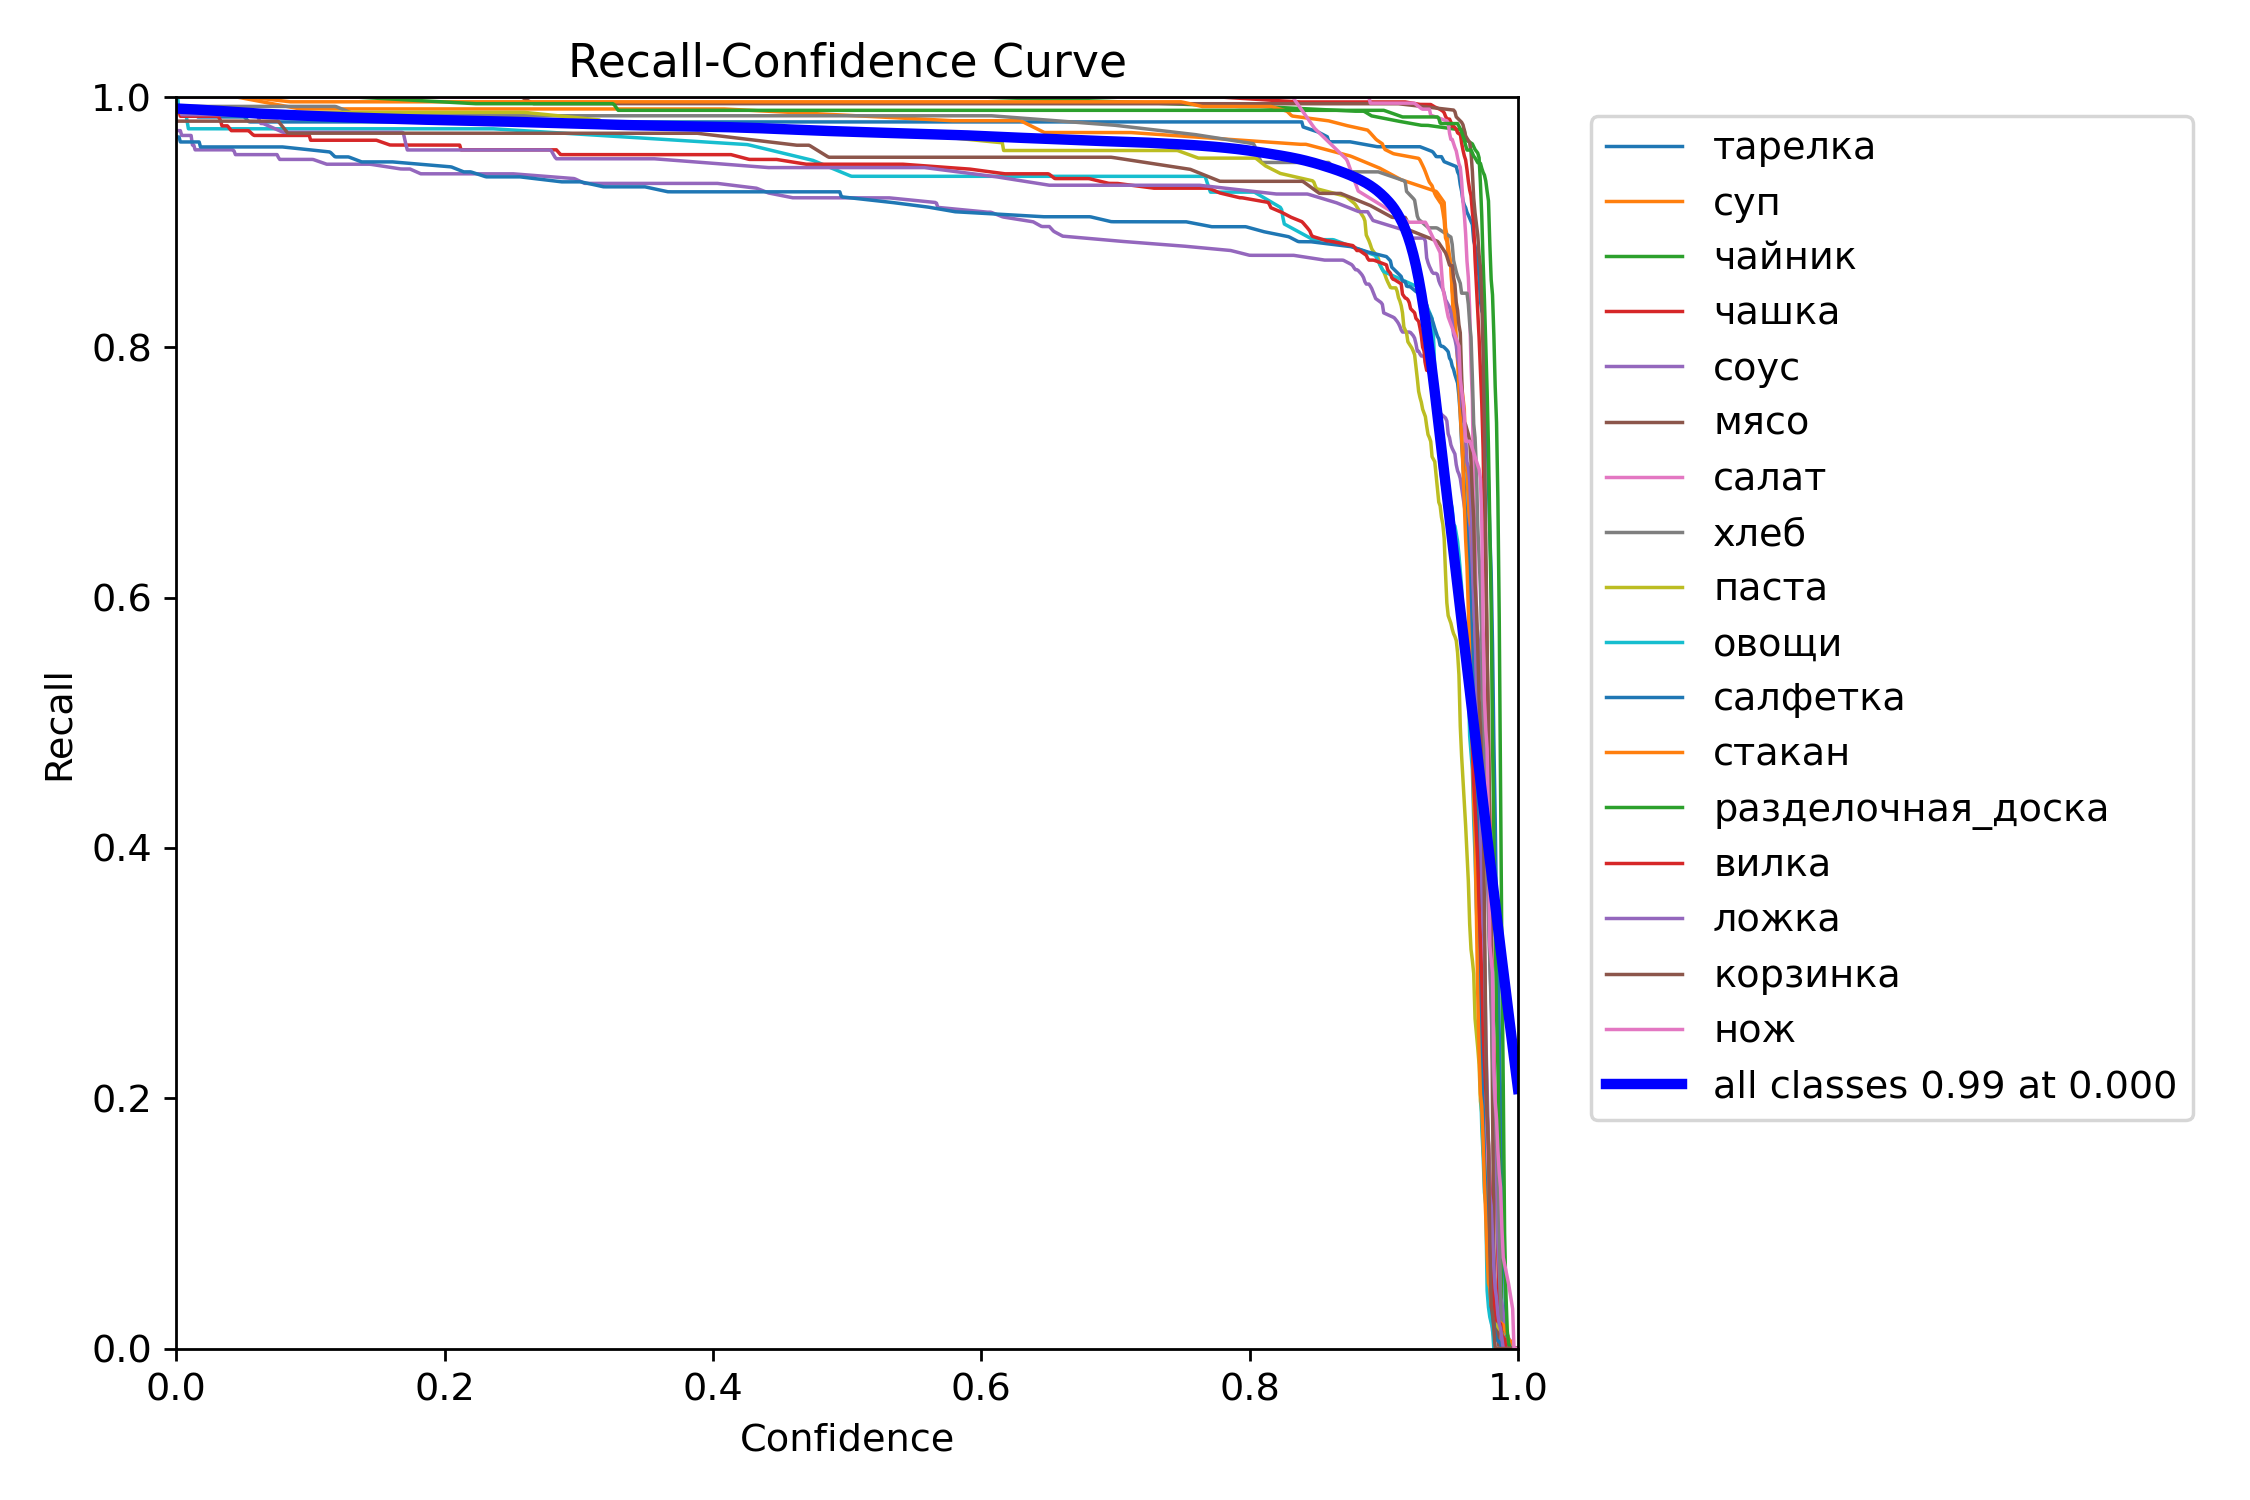 Recall-Confidence Curve
1.0
0.8
0.6
0.4
0.2
0.0
Recall
0.0 0.2 0.4 0.6 0.8 1.0
Confidence
тарелка
суп
чайник
чашка
соус
мясо
салат
хлеб
паста
овощи
салфетка
стакан
разделочная_доска
вилка
ложка
корзинка
нож
all classes 0.99 at 0.000